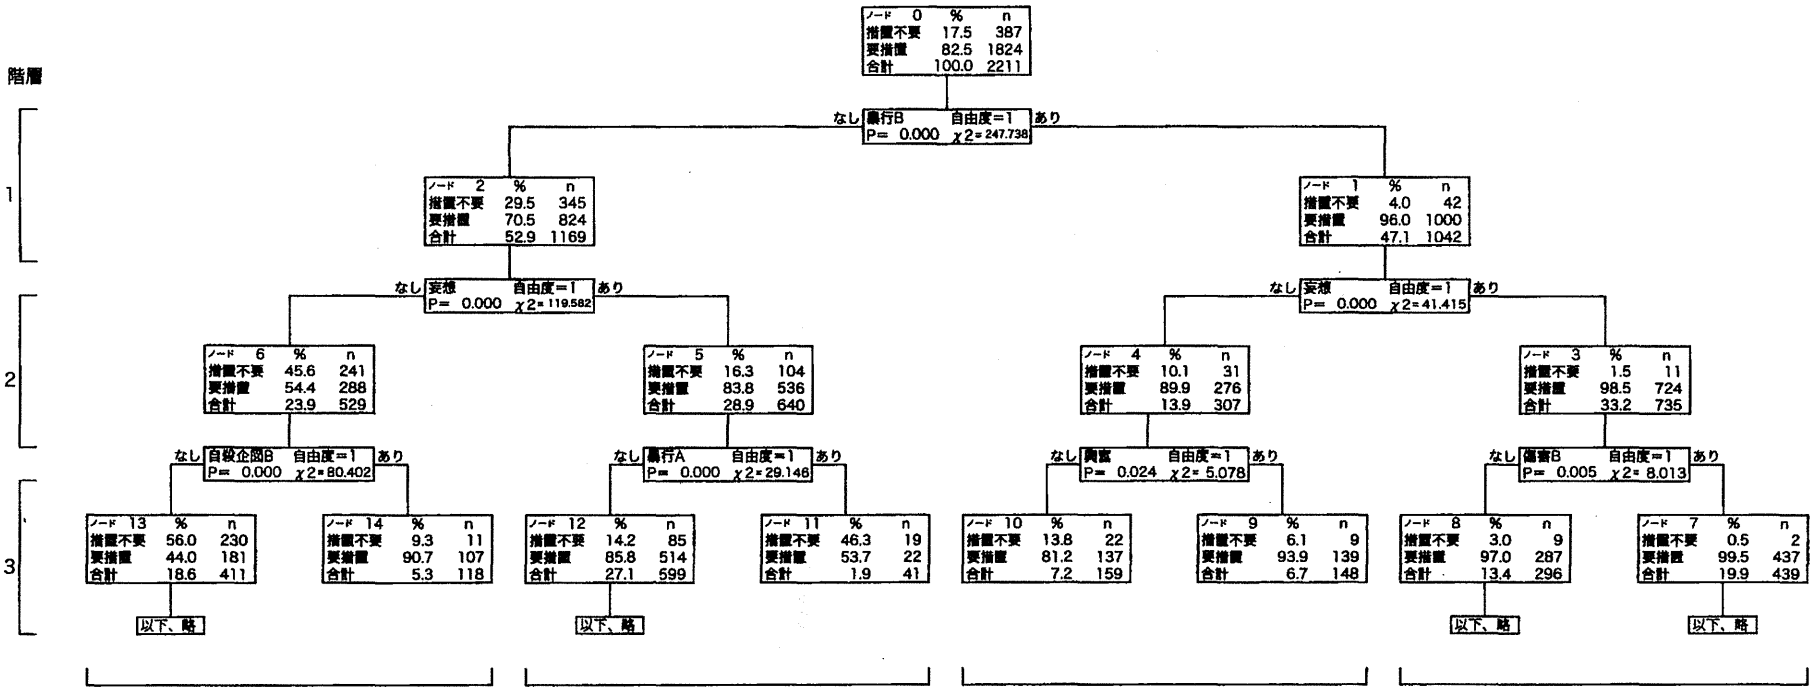 ノード 0 % n
措置不要 17.5 387
要措置 82.5 1824
合計 100.0 2211
階層
なし 暴行B 自由度=1 あり
P= 0.000 χ2=247.738
1
ノード 2 % n
措置不要 29.5 345
要措置 70.5 824
合計 52.9 1169
ノード 1 % n
措置不要 4.0 42
要措置 96.0 1000
合計 47.1 1042
なし 妄想 自由度=1 あり
P= 0.000 χ2=119.582
なし 妄想 自由度=1 あり
P= 0.000 χ2=41.415
2
ノード 6 % n
措置不要 45.6 241
要措置 54.4 288
合計 23.9 529
ノード 5 % n
措置不要 16.3 104
要措置 83.8 536
合計 28.9 640
ノード 4 % n
措置不要 10.1 31
要措置 89.9 276
合計 13.9 307
ノード 3 % n
措置不要 1.5 11
要措置 98.5 724
合計 33.2 735
なし 自殺企図B 自由度=1 あり
P= 0.000 χ2=80.402
なし 暴行A 自由度=1 あり
P= 0.000 χ2=29.146
なし 興奮 自由度=1 あり
P= 0.024 χ2=5.078
なし 傷害B 自由度=1 あり
P= 0.005 χ2=8.013
3
ノード 13 % n
措置不要 56.0 230
要措置 44.0 181
合計 18.6 411
ノード 14 % n
措置不要 9.3 11
要措置 90.7 107
合計 5.3 118
ノード 12 % n
措置不要 14.2 85
要措置 85.8 514
合計 27.1 599
ノード 11 % n
措置不要 46.3 19
要措置 53.7 22
合計 1.9 41
ノード 10 % n
措置不要 13.8 22
要措置 81.2 137
合計 7.2 159
ノード 9 % n
措置不要 6.1 9
要措置 93.9 139
合計 6.7 148
ノード 8 % n
措置不要 3.0 9
要措置 97.0 287
合計 13.4 296
ノード 7 % n
措置不要 0.5 2
要措置 99.5 437
合計 19.9 439
以下、略
以下、略
以下、略
以下、略